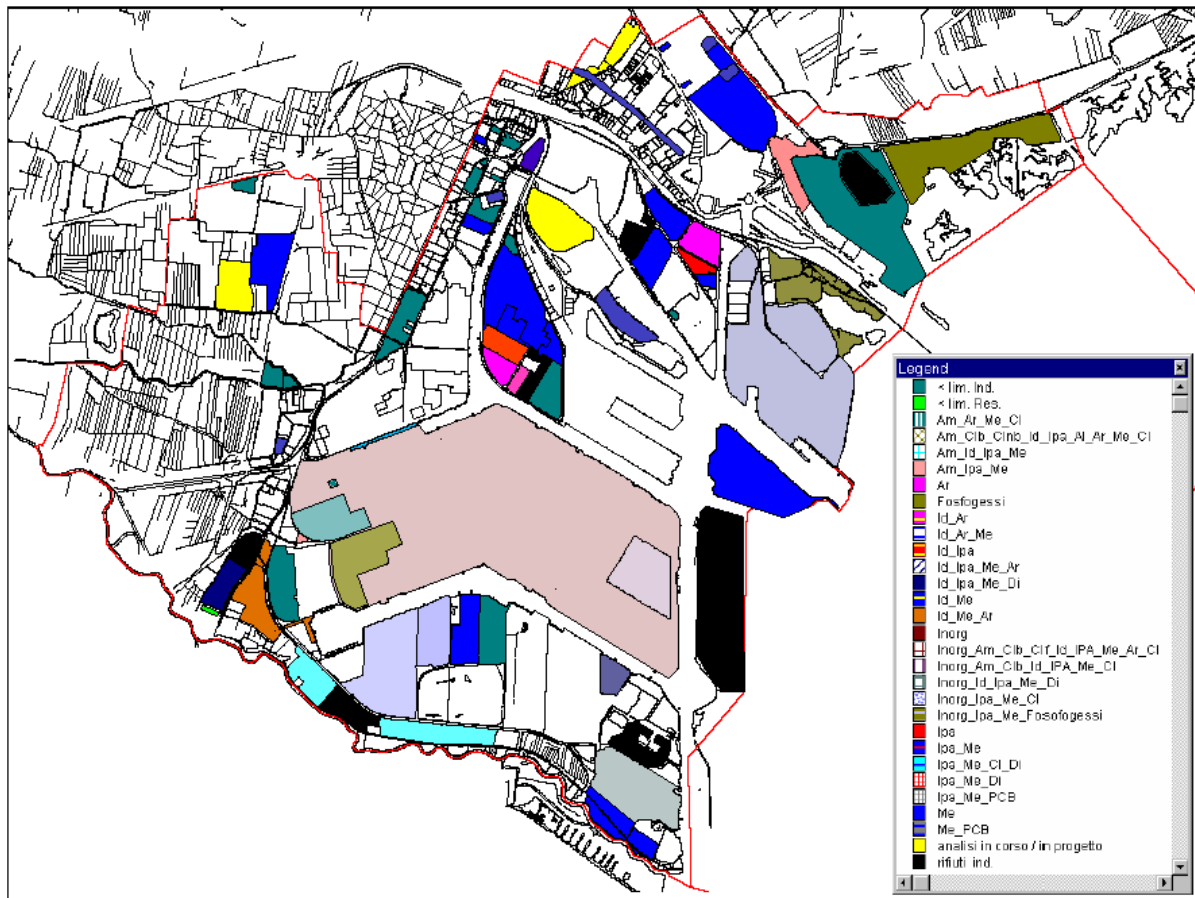 Legend
< lim. Ind.
< lim. Res.
Am_Ar_Me_Cl
Am_Clb_Clnb_Id_Ipa_Al_Ar_Me_Cl
Am_Id_Ipa_Me
Am_Ipa_Me
Ar
Fosfogessi
Id_Ar
Id_Ar_Me
Id_Ipa
Id_Ipa_Me_Ar
Id_Ipa_Me_Di
Id_Me
Id_Me_Ar
Inorg
Inorg_Am_Clb_Clf_Id_IPA_Me_Ar_Cl
Inorg_Am_Clb_Id_IPA_Me_Cl
Inorg_Id_Ipa_Me_Di
Inorg_Ipa_Me_Cl
Inorg_Ipa_Me_Fosofogessi
Ipa
Ipa_Me
Ipa_Me_Cl_Di
Ipa_Me_Di
Ipa_Me_PCB
Me
Me_PCB
analisi in corso / in progetto
rifiuti ind.